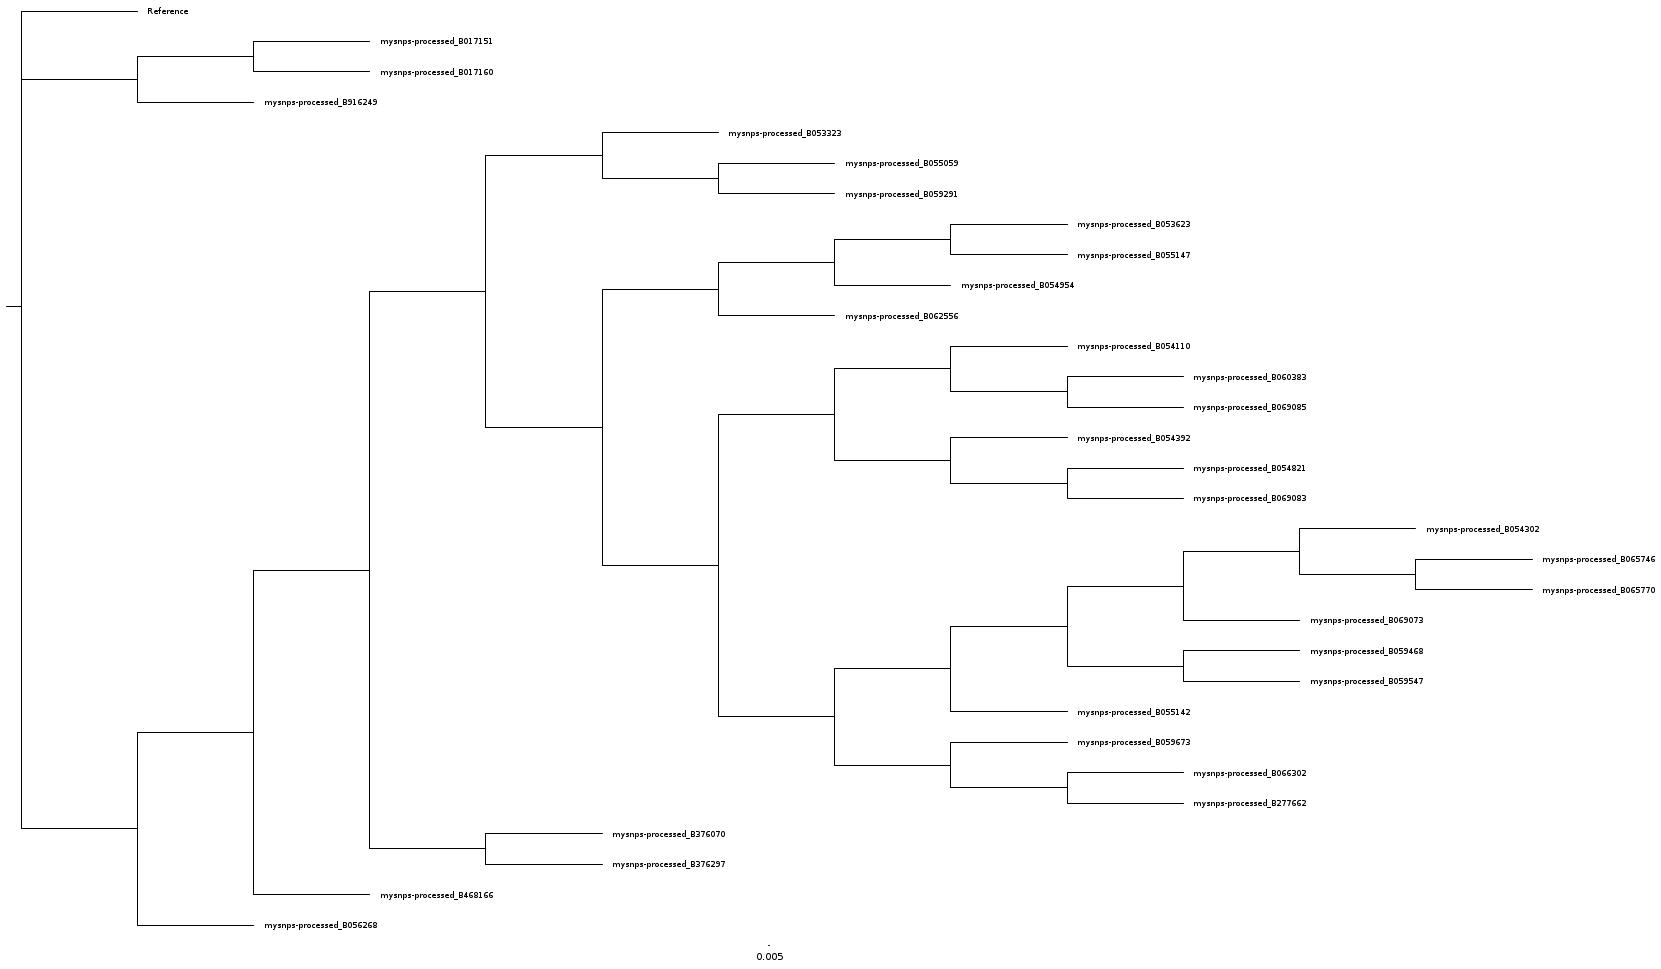 Reference
mysnps-processed_B017151
mysnps-processed_B017160
mysnps-processed_B916249
mysnps-processed_B053323
mysnps-processed_B055059
mysnps-processed_B059291
mysnps-processed_B053623
mysnps-processed_B055147
mysnps-processed_B054954
mysnps-processed_B062556
mysnps-processed_B054110
mysnps-processed_B060383
mysnps-processed_B069085
mysnps-processed_B054392
mysnps-processed_B054821
mysnps-processed_B069083
mysnps-processed_B054302
mysnps-processed_B065746
mysnps-processed_B065770
mysnps-processed_B069073
mysnps-processed_B059468
mysnps-processed_B059547
mysnps-processed_B055142
mysnps-processed_B059673
mysnps-processed_B066302
mysnps-processed_B277662
mysnps-processed_B376070
mysnps-processed_B376297
mysnps-processed_B468166
mysnps-processed_B056268
0.005